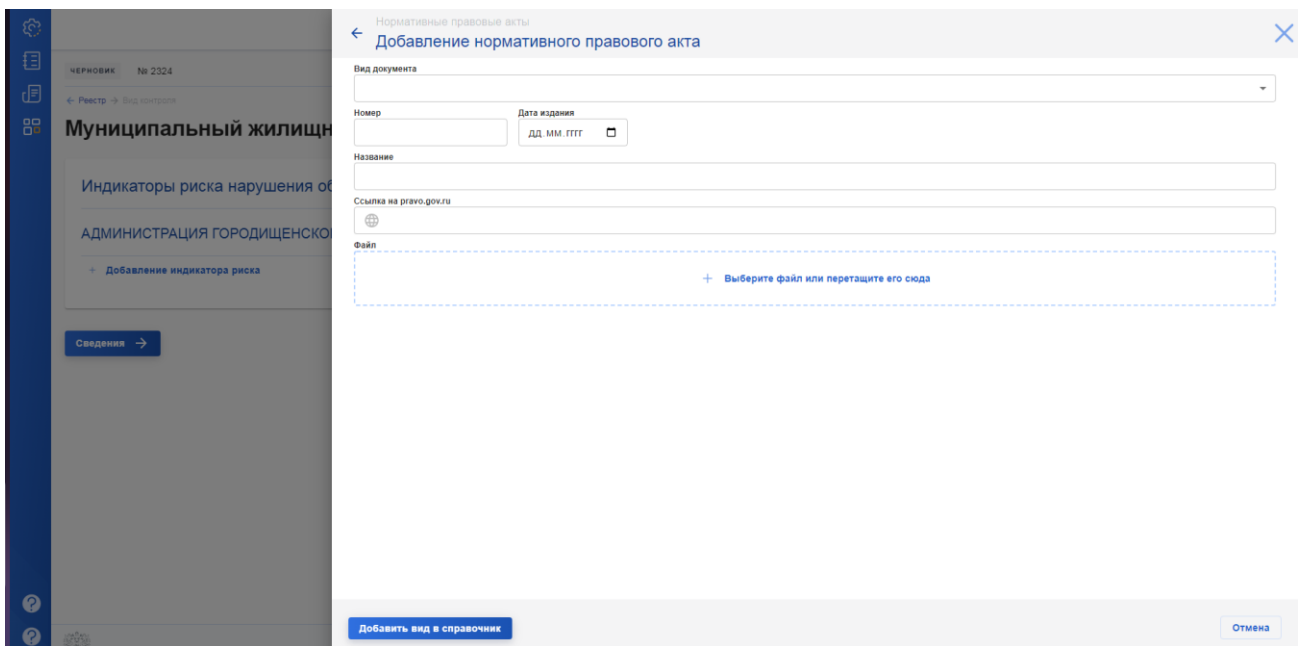 Нормативные правовые акты
Добавление нормативного правового акта
ЧЕРНОВИК № 2324
← Реестр → Вид контроля
Муниципальный жилищн
Индикаторы риска нарушения об
АДМИНИСТРАЦИЯ ГОРОДИЩЕНСКО
+ Добавление индикатора риска
Сведения →
Вид документа
Номер Дата издания
дд.мм.гггг
Название
Ссылка на pravo.gov.ru
Файл
+ Выберите файл или перетащите его сюда
Добавить вид в справочник Отмена